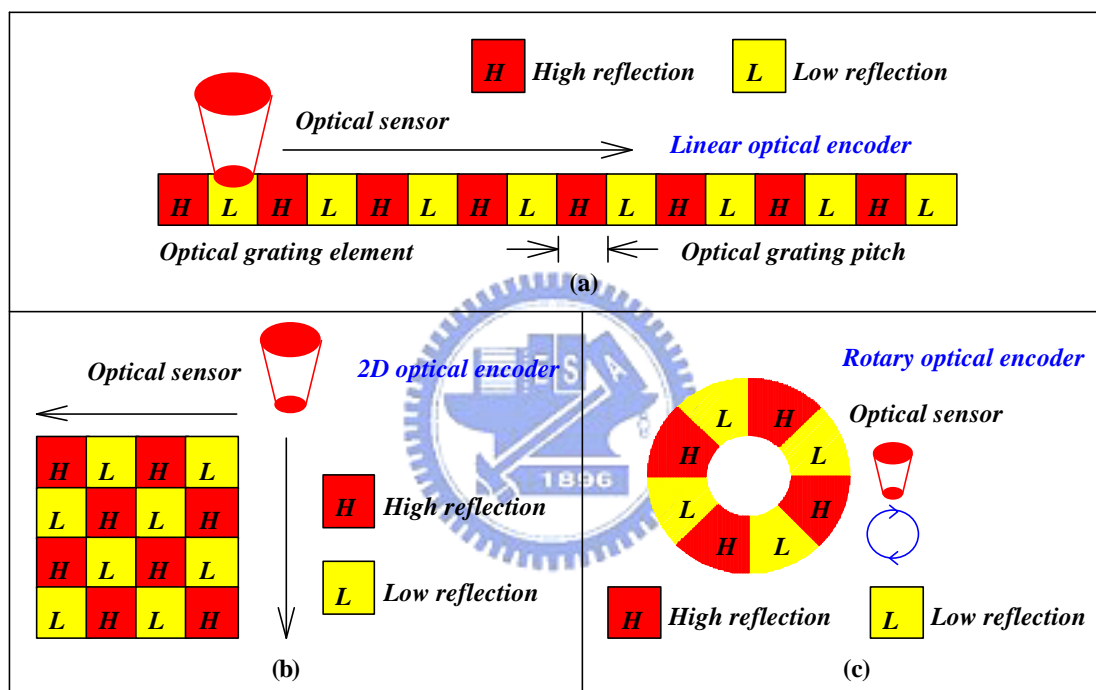 H High reflection L Low reflection
Optical sensor
Linear optical encoder
H L H L H L H L H L H L H L H L
Optical grating element Optical grating pitch
(a)
Optical sensor
2D optical encoder
H L H L
L H L H
H L H L
L H L H
H High reflection
L Low reflection
(b)
Rotary optical encoder
Optical sensor
L H
H L
L H
H L
H High reflection L Low reflection
(c)
E S A
1896